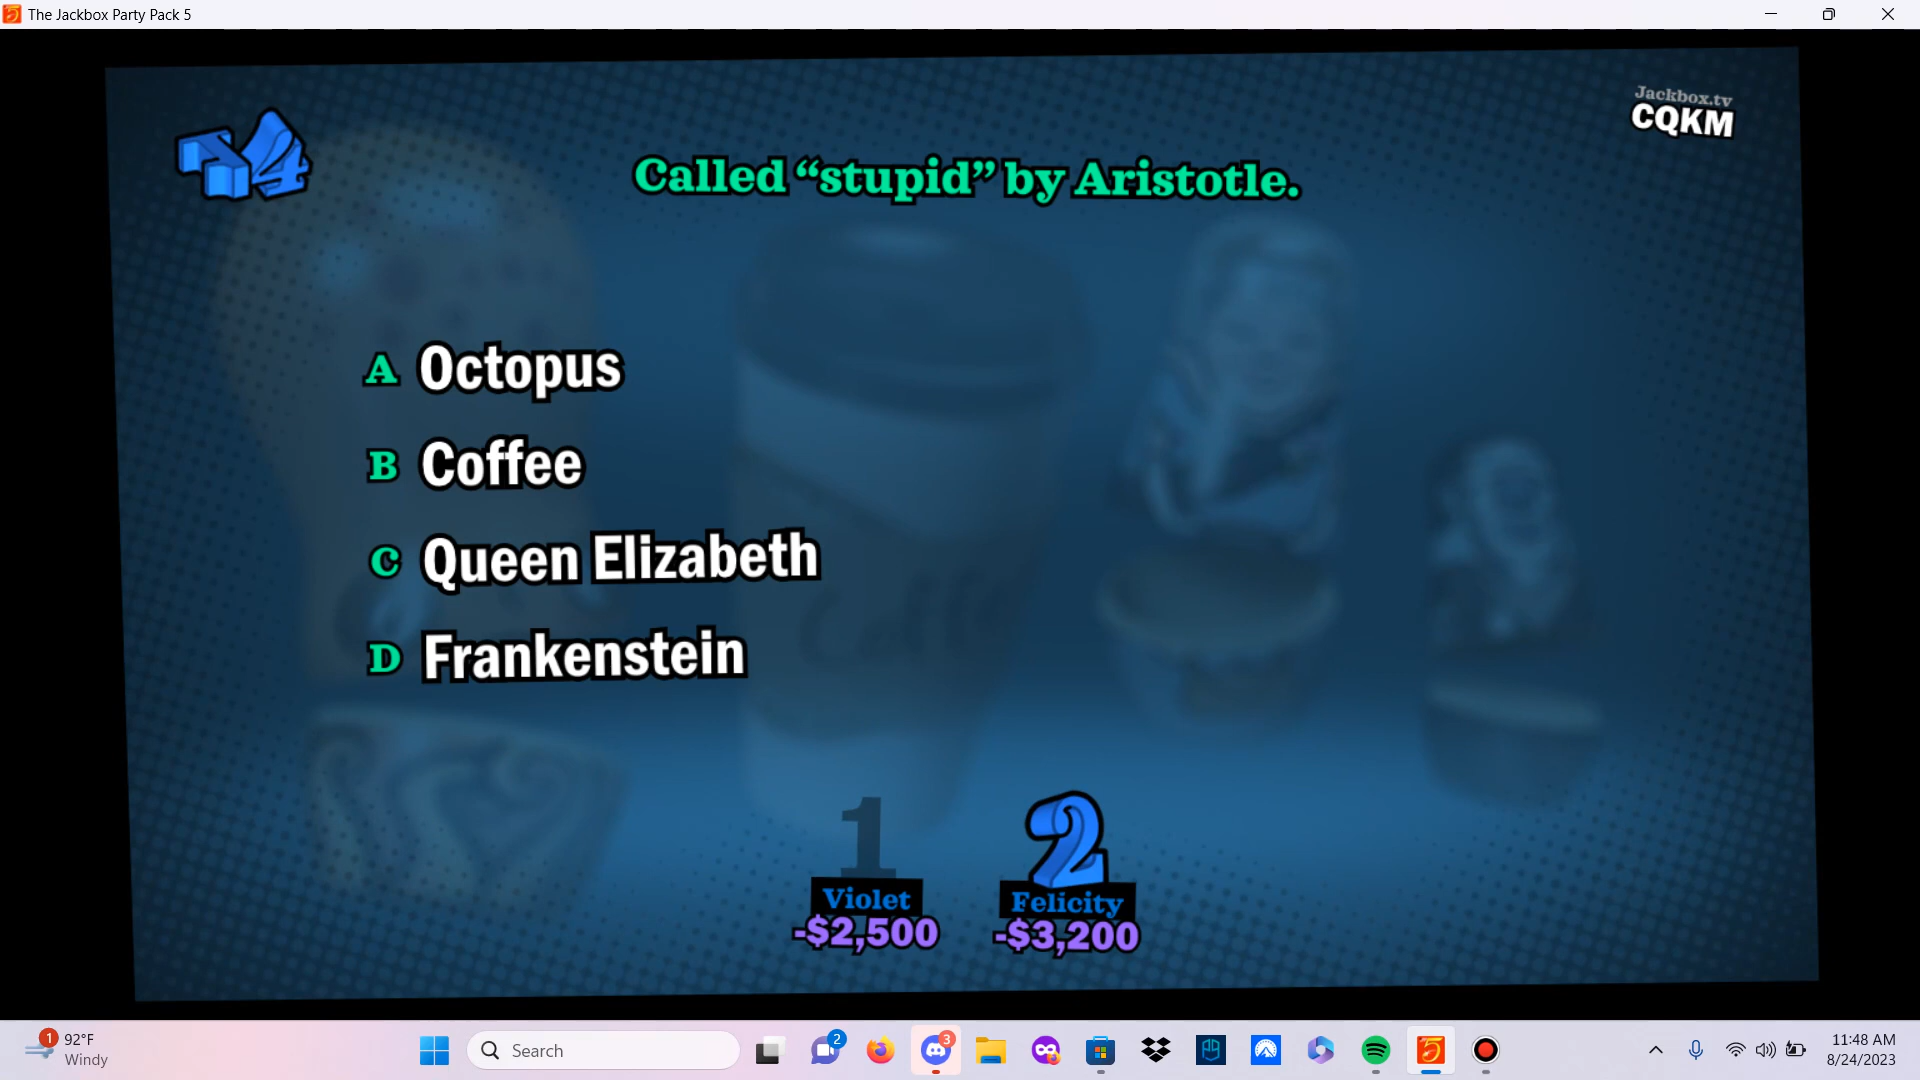 The Jackbox Party Pack 5
Jackbox.tv
CQKM
4
Called “stupid” by Aristotle.
A Octopus
B Coffee
C Queen Elizabeth
D Frankenstein
1 2
Violet Felicity
-$2,500 -$3,200
1 92°F
Windy
Search
2
3
11:48 AM
8/24/2023